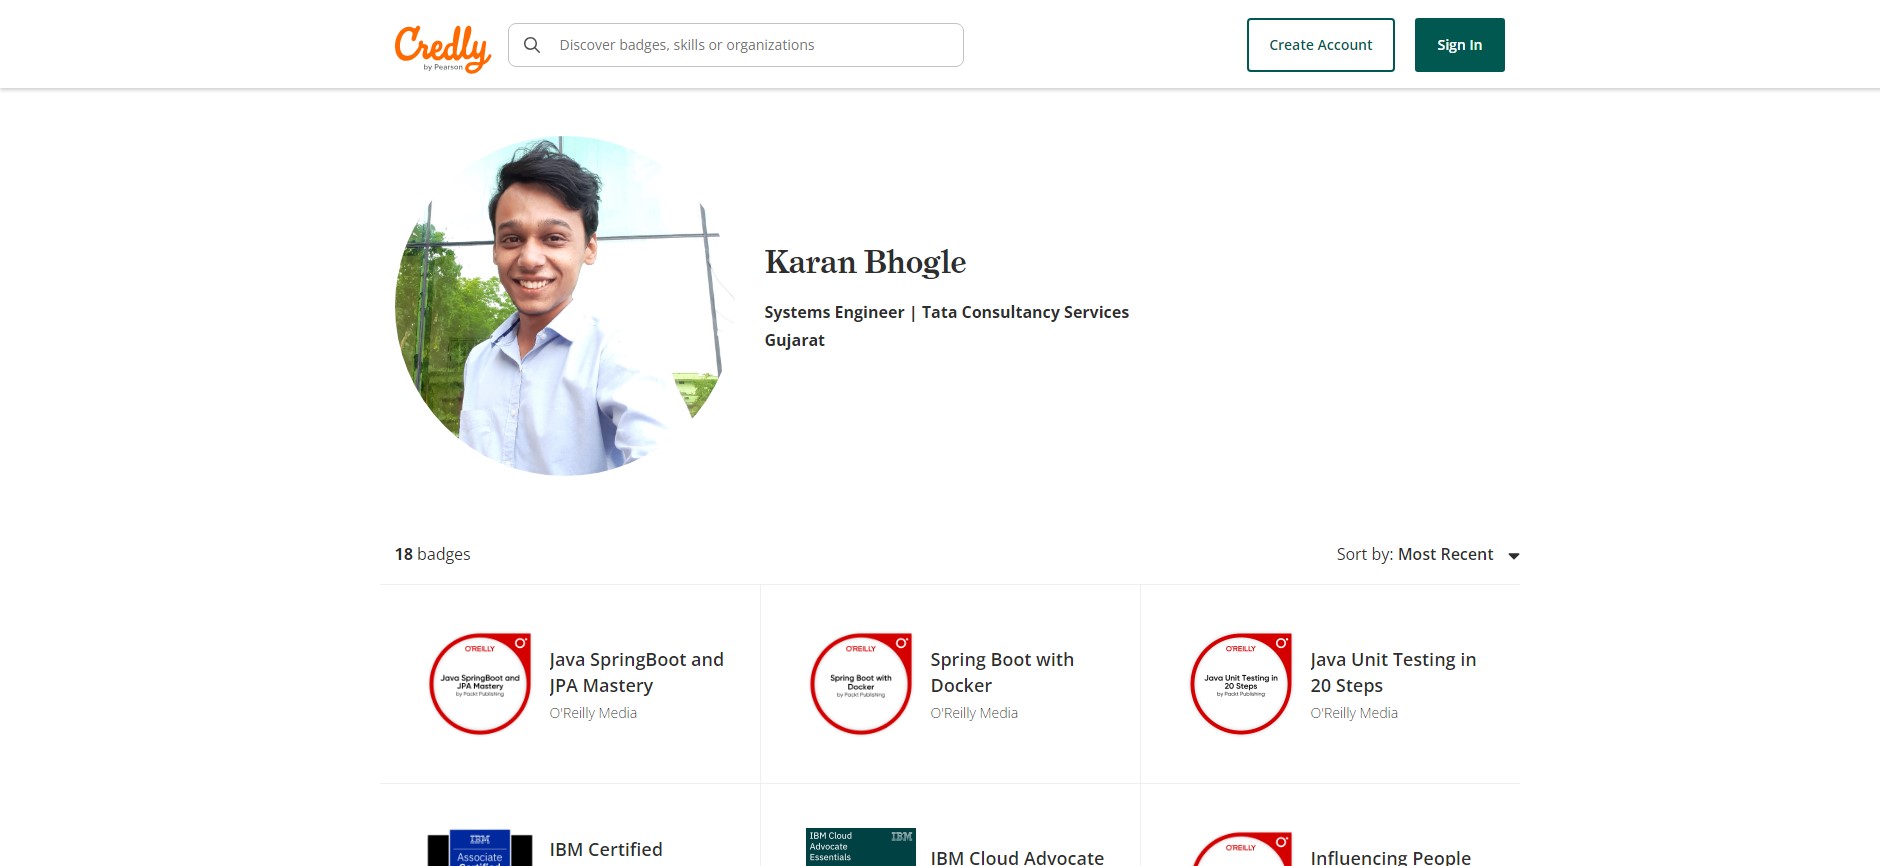 Credly
by Pearson
Discover badges, skills or organizations
Create Account
Sign In
Karan Bhogle
Systems Engineer | Tata Consultancy Services
Gujarat
18 badges
Sort by: Most Recent
O'REILLY
Java SpringBoot and
JPA Mastery
by Packt Publishing
Java SpringBoot and
JPA Mastery
O'Reilly Media
O'REILLY
Spring Boot with
Docker
by Packt Publishing
Spring Boot with
Docker
O'Reilly Media
O'REILLY
Java Unit Testing in
20 Steps
by Packt Publishing
Java Unit Testing in
20 Steps
O'Reilly Media
IBM
Associate
IBM Certified
IBM Cloud
Advocate
Essentials
IBM
IBM Cloud Advocate
O'REILLY
Influencing People